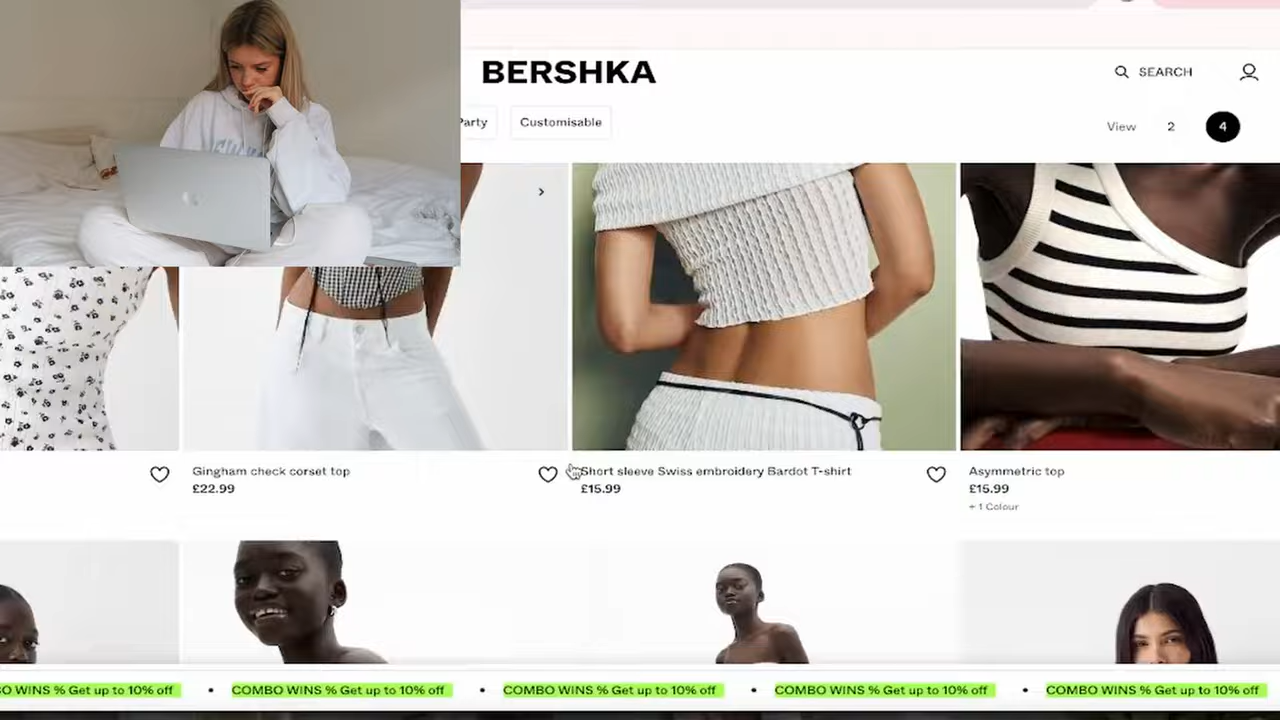 BERSHKA
SEARCH
Party
Customisable
View 2 4
Gingham check corset top
£22.99
Short sleeve Swiss embroidery Bardot T-shirt
£15.99
Asymmetric top
£15.99
+ 1 Colour
COMBO WINS % Get up to 10% off • COMBO WINS % Get up to 10% off • COMBO WINS % Get up to 10% off • COMBO WINS % Get up to 10% off • COMBO WINS % Get up to 10% off